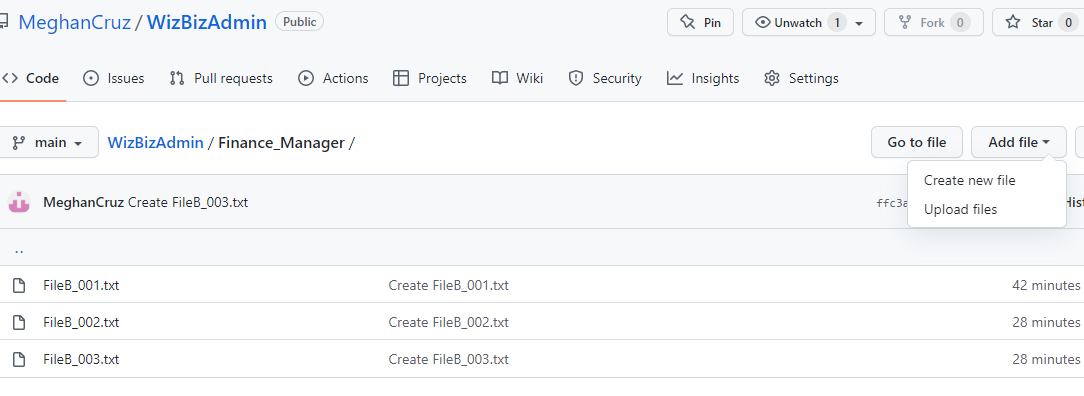 MeghanCruz / WizBizAdmin Public Pin Unwatch 1 Fork 0 Star 0
Code Issues Pull requests Actions Projects Wiki Security Insights Settings
main WizBizAdmin / Finance_Manager / Go to file Add file
Create new file
MeghanCruz Create FileB_003.txt ffc3a Hist
Upload files
..
FileB_001.txt Create FileB_001.txt 42 minutes
FileB_002.txt Create FileB_002.txt 28 minutes
FileB_003.txt Create FileB_003.txt 28 minutes